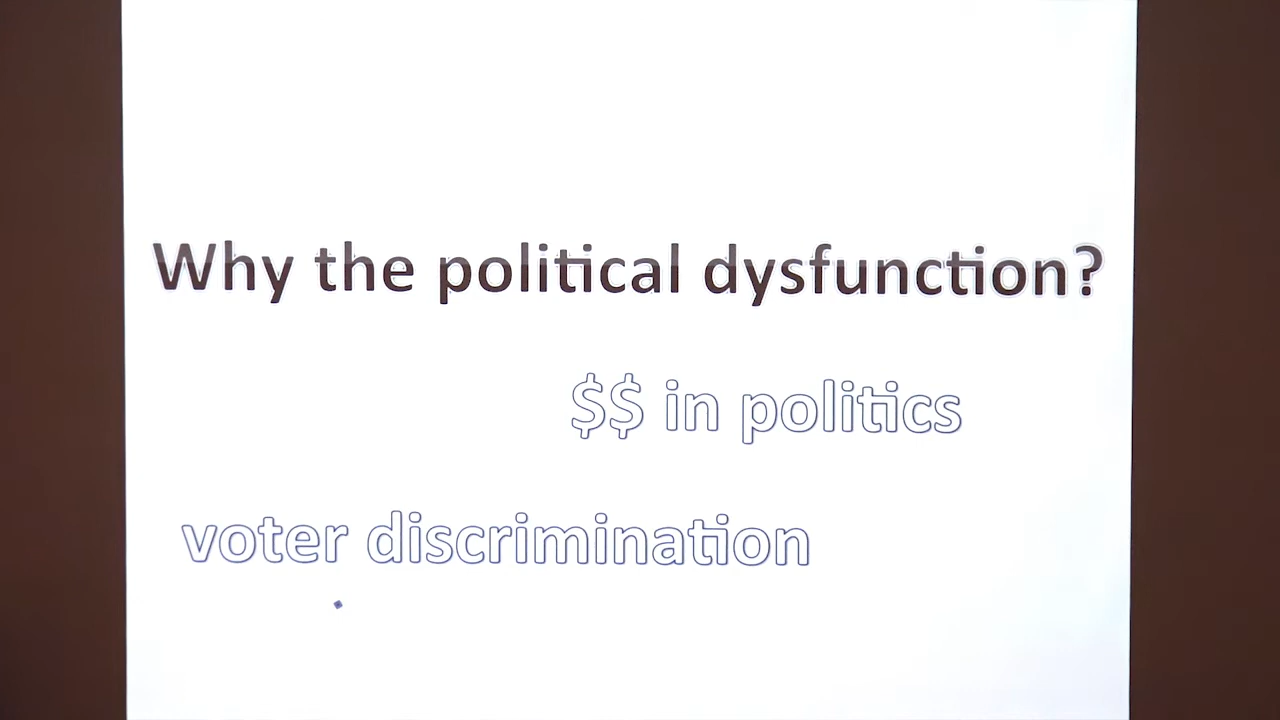 Why the political dysfunction?
$$ in politics
voter discrimination